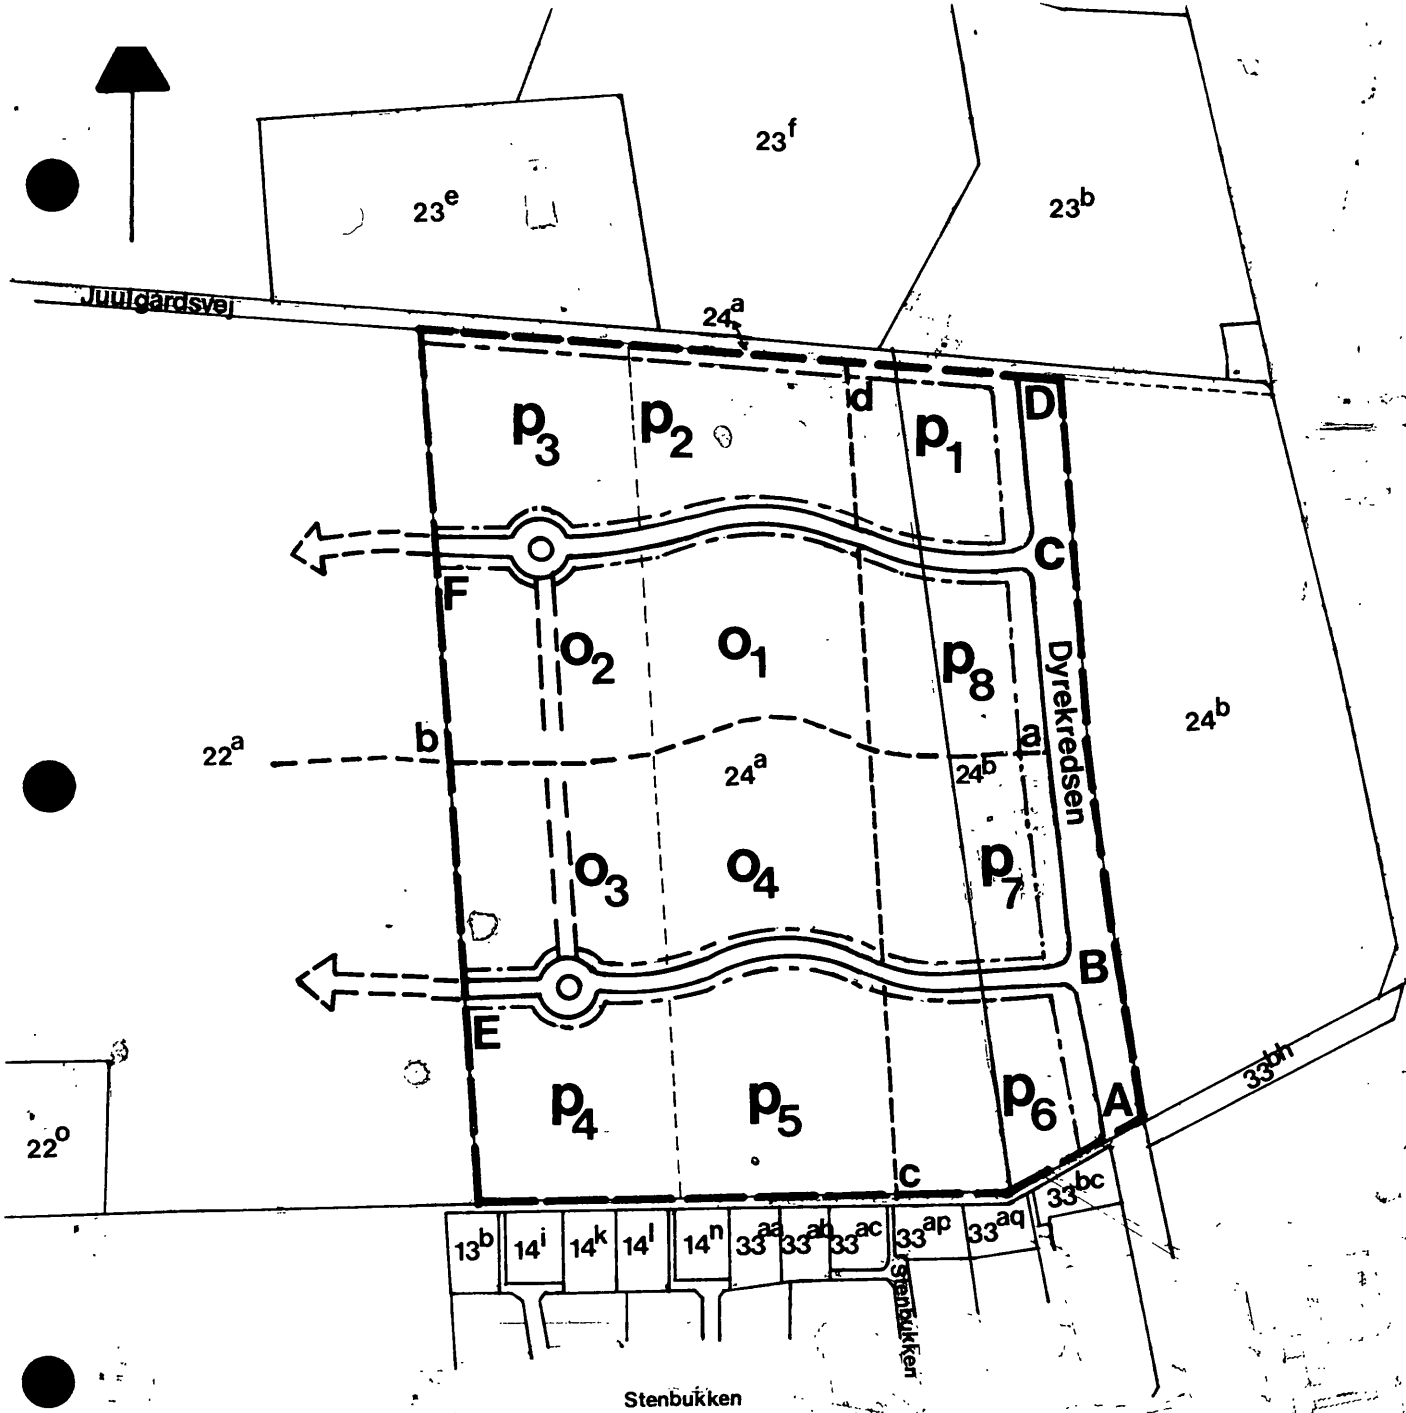 23f
23e
23b
Juulgårdsvej
24a
d
D
p3
p2
p1
C
F
o2
o1
p8
Dyrekredsen
24b
b
a
22a
24a
24b
o3
o4
p7
B
E
33bh
p4
p5
p6
A
22o
c
33bc
13b
14i
14k
14l
14n
33aa
33ab
33ac
33ap
33aq
Stenbukken
Stenbukken